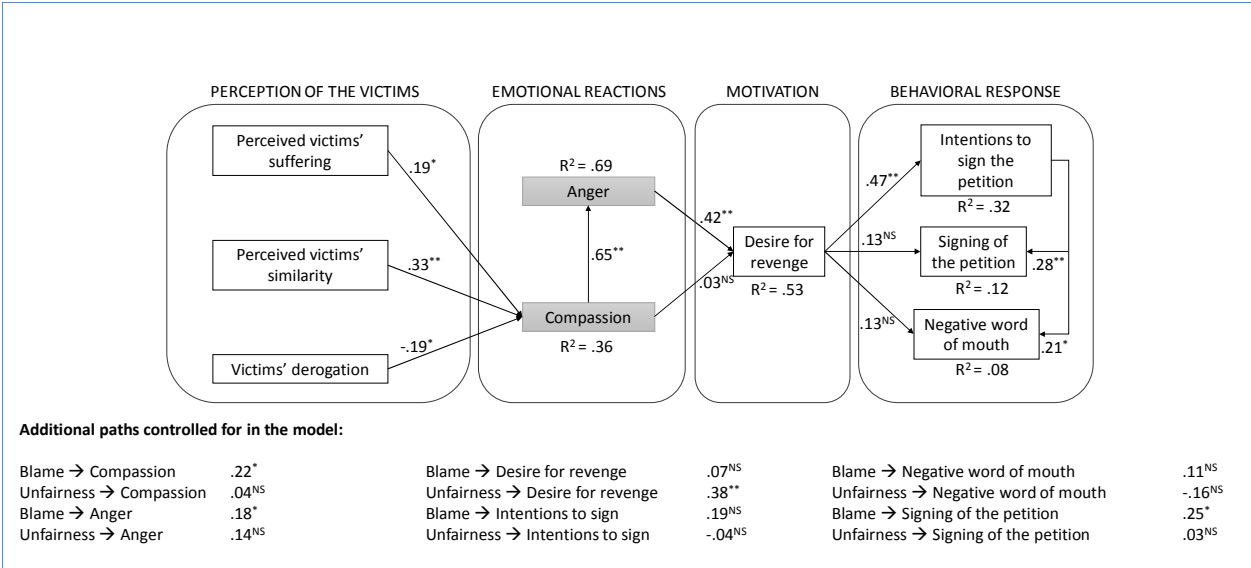 PERCEPTION OF THE VICTIMS
EMOTIONAL REACTIONS
MOTIVATION
BEHAVIORAL RESPONSE
Perceived victims’
suffering
.19*
Perceived victims’
similarity
.33**
Victims’ derogation
-.19*
R² = .69
Anger
.65**
Compassion
R² = .36
.42**
.03NS
Desire for
revenge
R² = .53
.47**
.13NS
.13NS
Intentions to
sign the
petition
R² = .32
Signing of
the petition
.28**
R² = .12
Negative word
of mouth
.21*
R² = .08
Additional paths controlled for in the model:
Blame → Compassion .22*
Unfairness → Compassion .04NS
Blame → Anger .18*
Unfairness → Anger .14NS
Blame → Desire for revenge .07NS
Unfairness → Desire for revenge .38**
Blame → Intentions to sign .19NS
Unfairness → Intentions to sign -.04NS
Blame → Negative word of mouth .11NS
Unfairness → Negative word of mouth -.16NS
Blame → Signing of the petition .25*
Unfairness → Signing of the petition .03NS